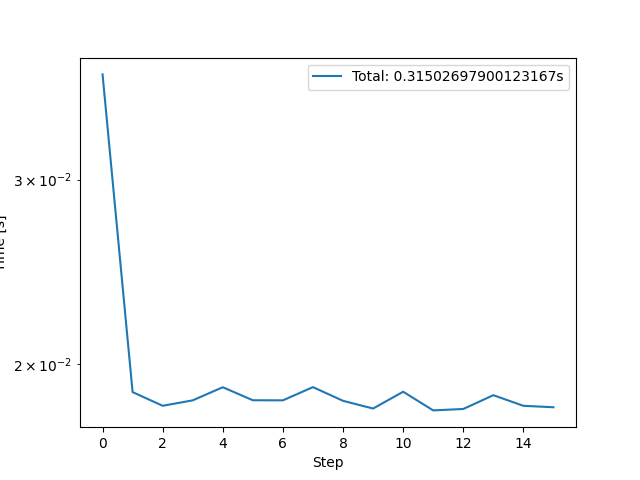 Total: 0.31502697900123167s
3 × 10⁻²
2 × 10⁻²
[s]
0 2 4 6 8 10 12 14
Step